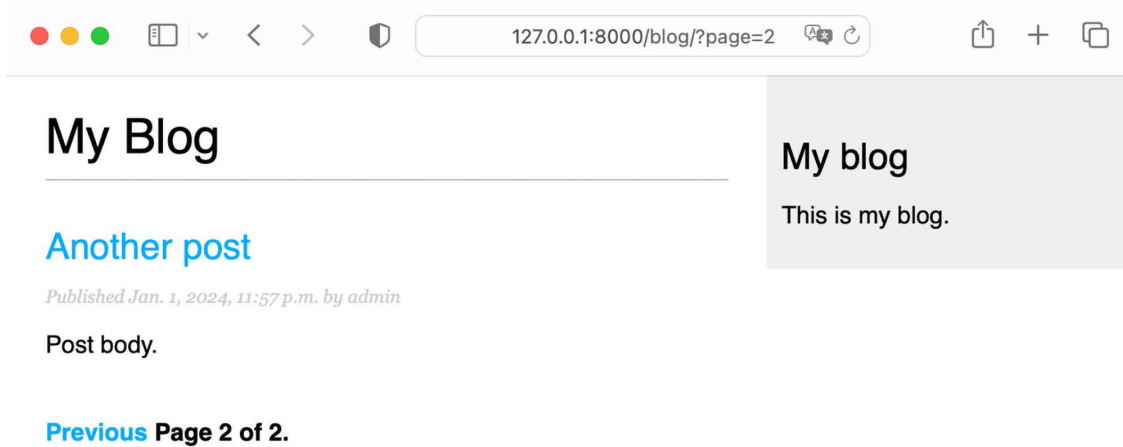 127.0.0.1:8000/blog/?page=2
My Blog
Another post
Published Jan. 1, 2024, 11:57 p.m. by admin
Post body.
Previous Page 2 of 2.
My blog
This is my blog.